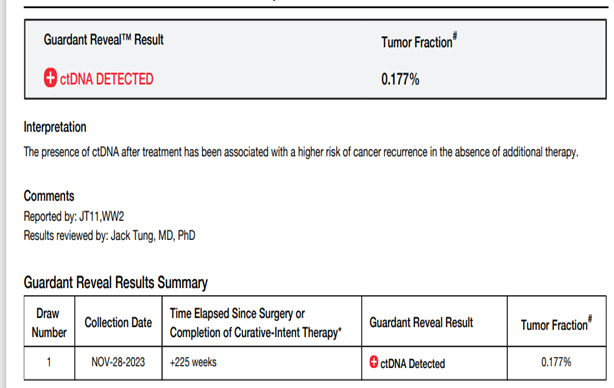 Guardant Reveal™ Result
Tumor Fraction#
ctDNA DETECTED
0.177%
Interpretation
The presence of ctDNA after treatment has been associated with a higher risk of cancer recurrence in the absence of additional therapy.
Comments
Reported by: JT11,WW2
Results reviewed by: Jack Tung, MD, PhD
Guardant Reveal Results Summary
Draw Number
Collection Date
Time Elapsed Since Surgery or Completion of Curative-Intent Therapy*
Guardant Reveal Result
Tumor Fraction#
1
NOV-28-2023
+225 weeks
ctDNA Detected
0.177%